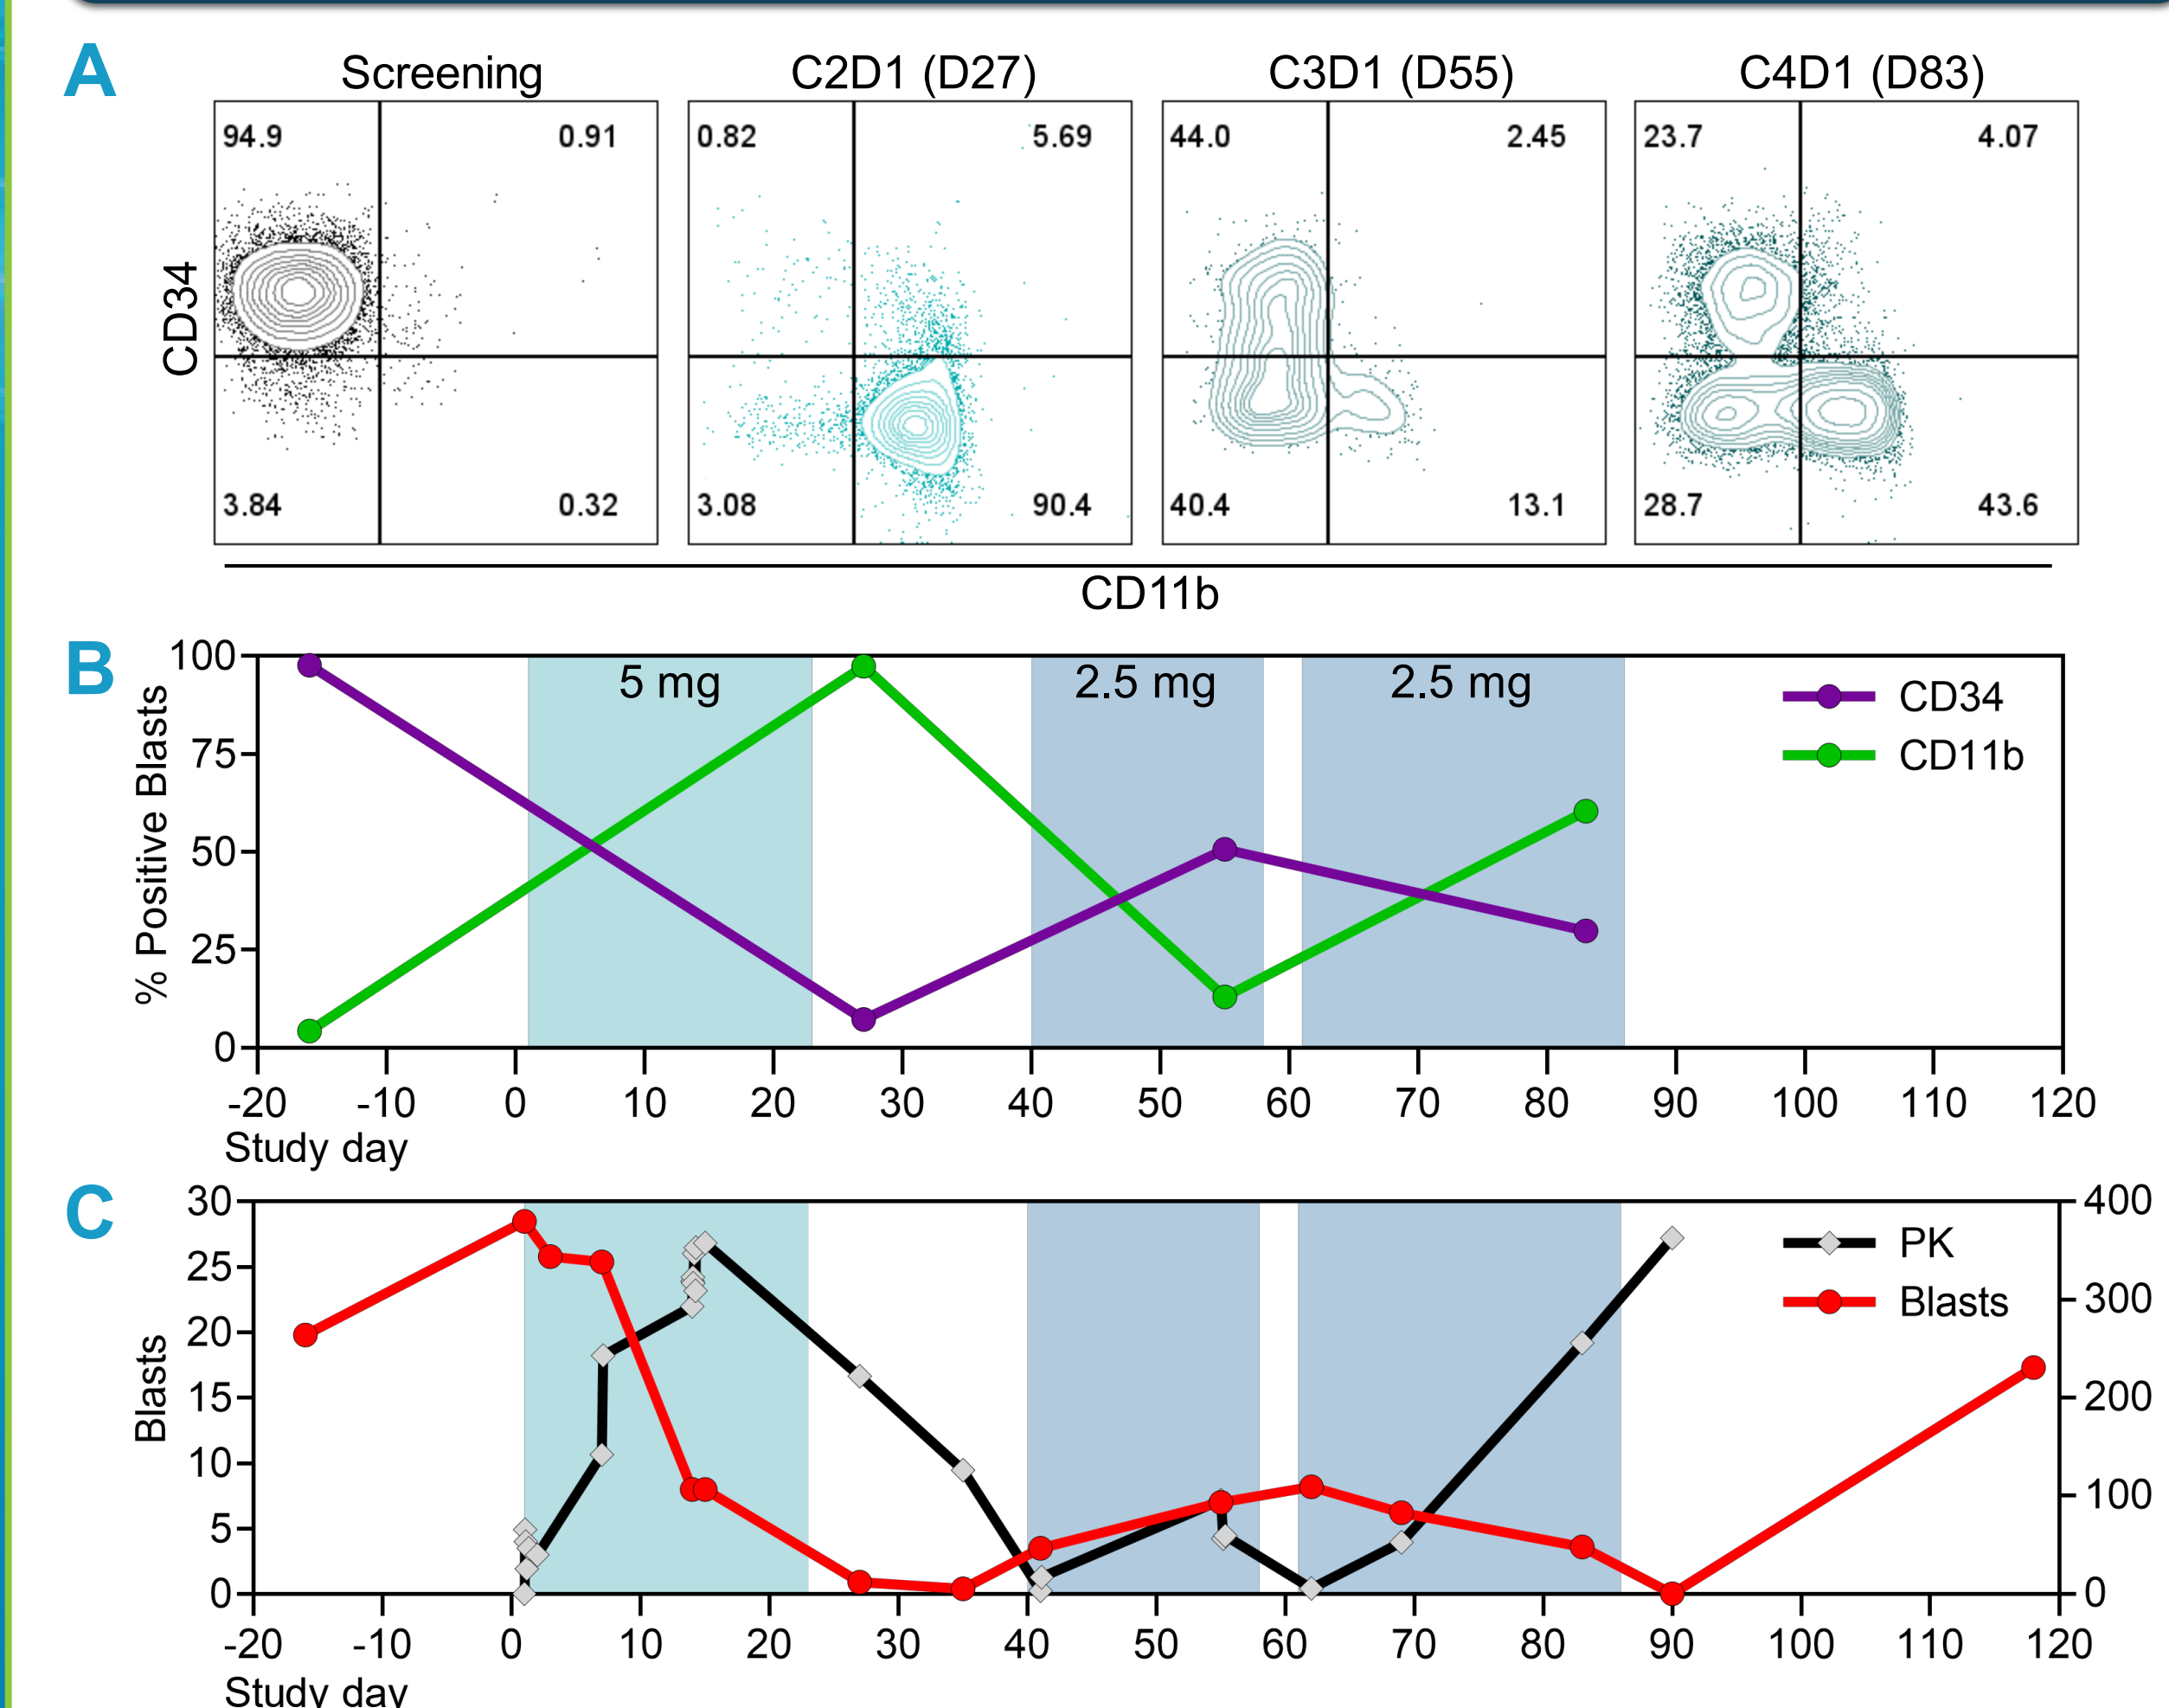 A
Screening
C2D1 (D27)
C3D1 (D55)
C4D1 (D83)
94.9
0.91
0.82
5.69
44.0
2.45
23.7
4.07
CD34
3.84
0.32
3.08
90.4
40.4
13.1
28.7
43.6
CD11b
B
% Positive Blasts
100
75
50
25
0
5 mg
2.5 mg
2.5 mg
CD34
CD11b
-20 -10 0 10 20 30 40 50 60 70 80 90 100 110 120
Study day
C
Blasts
30
25
20
15
10
5
0
PK
Blasts
400
300
200
100
0
-20 -10 0 10 20 30 40 50 60 70 80 90 100 110 120
Study day